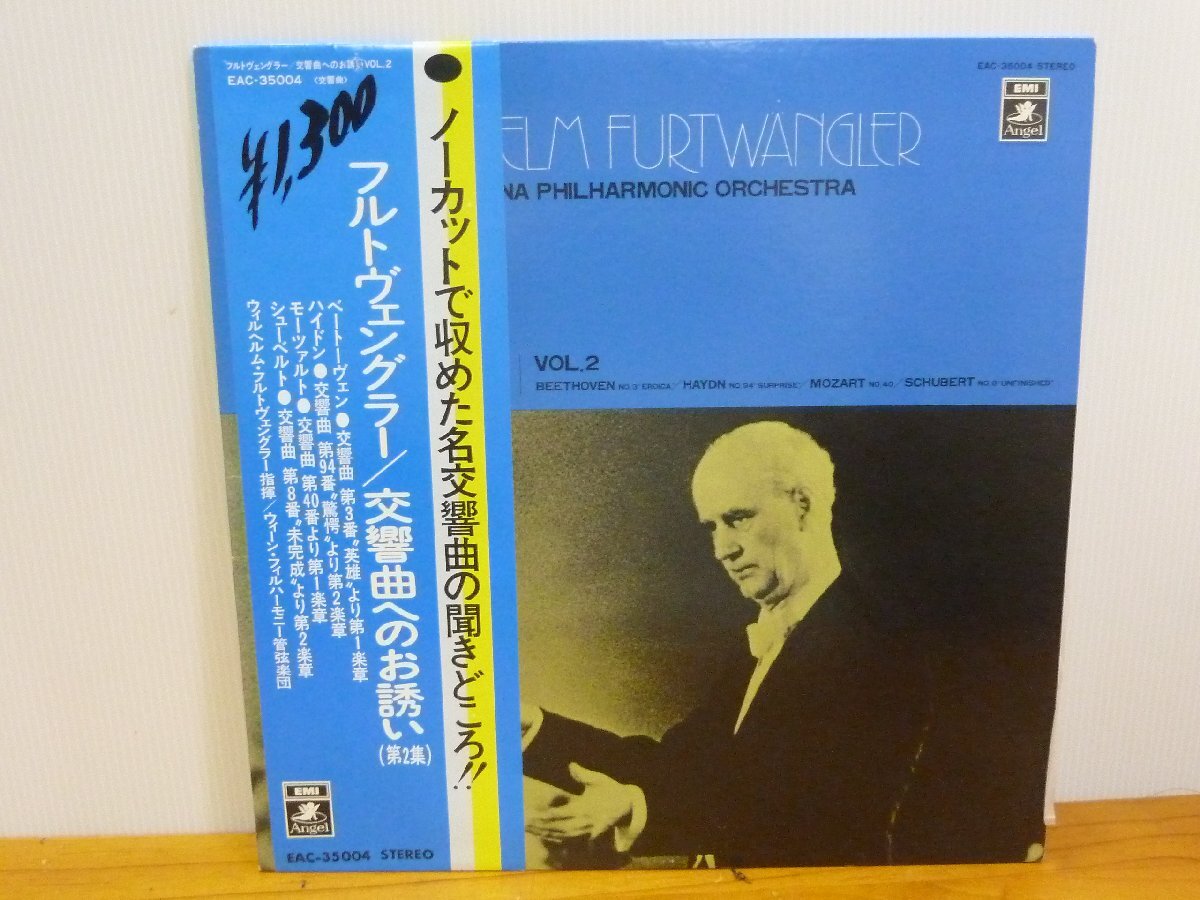 フルトヴェングラー/交響曲へのお誘い VOL.2
EAC-35004 〈交響曲〉
¥1,300
●ノーカットで収めた名交響曲の聞きどころ!!
フルトヴェングラー/交響曲へのお誘い(第2集)
ベートーヴェン●交響曲 第3番“英雄”より第1楽章
ハイドン●交響曲 第94番“驚愕”より第2楽章
モーツァルト●交響曲 第40番より第1楽章
シューベルト●交響曲 第8番“未完成”より第2楽章
ウィルヘルム・フルトヴェングラー指揮/ウィーン・フィルハーモニー管弦楽団
EMI
Angel
EAC-35004 STEREO
EAC-35004 STEREO
EMI
Angel
ELM FURTWANGLER
NA PHILHARMONIC ORCHESTRA
VOL.2
BEETHOVEN NO.3 'EROICA'/HAYDN NO.94 'SURPRISE'/MOZART NO.40/SCHUBERT NO.8 'UNFINISHED'